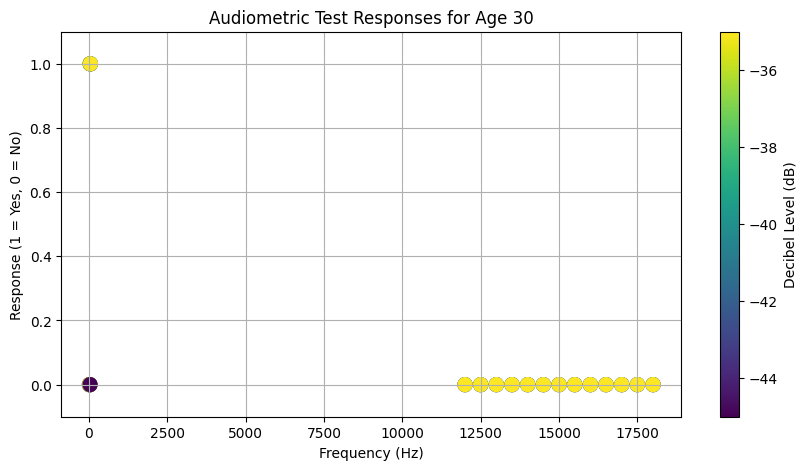 Audiometric Test Responses for Age 30
Response (1 = Yes, 0 = No)
1.0
0.8
0.6
0.4
0.2
0.0
0 2500 5000 7500 10000 12500 15000 17500
Frequency (Hz)
−36
−38
−40
−42
−44
Decibel Level (dB)